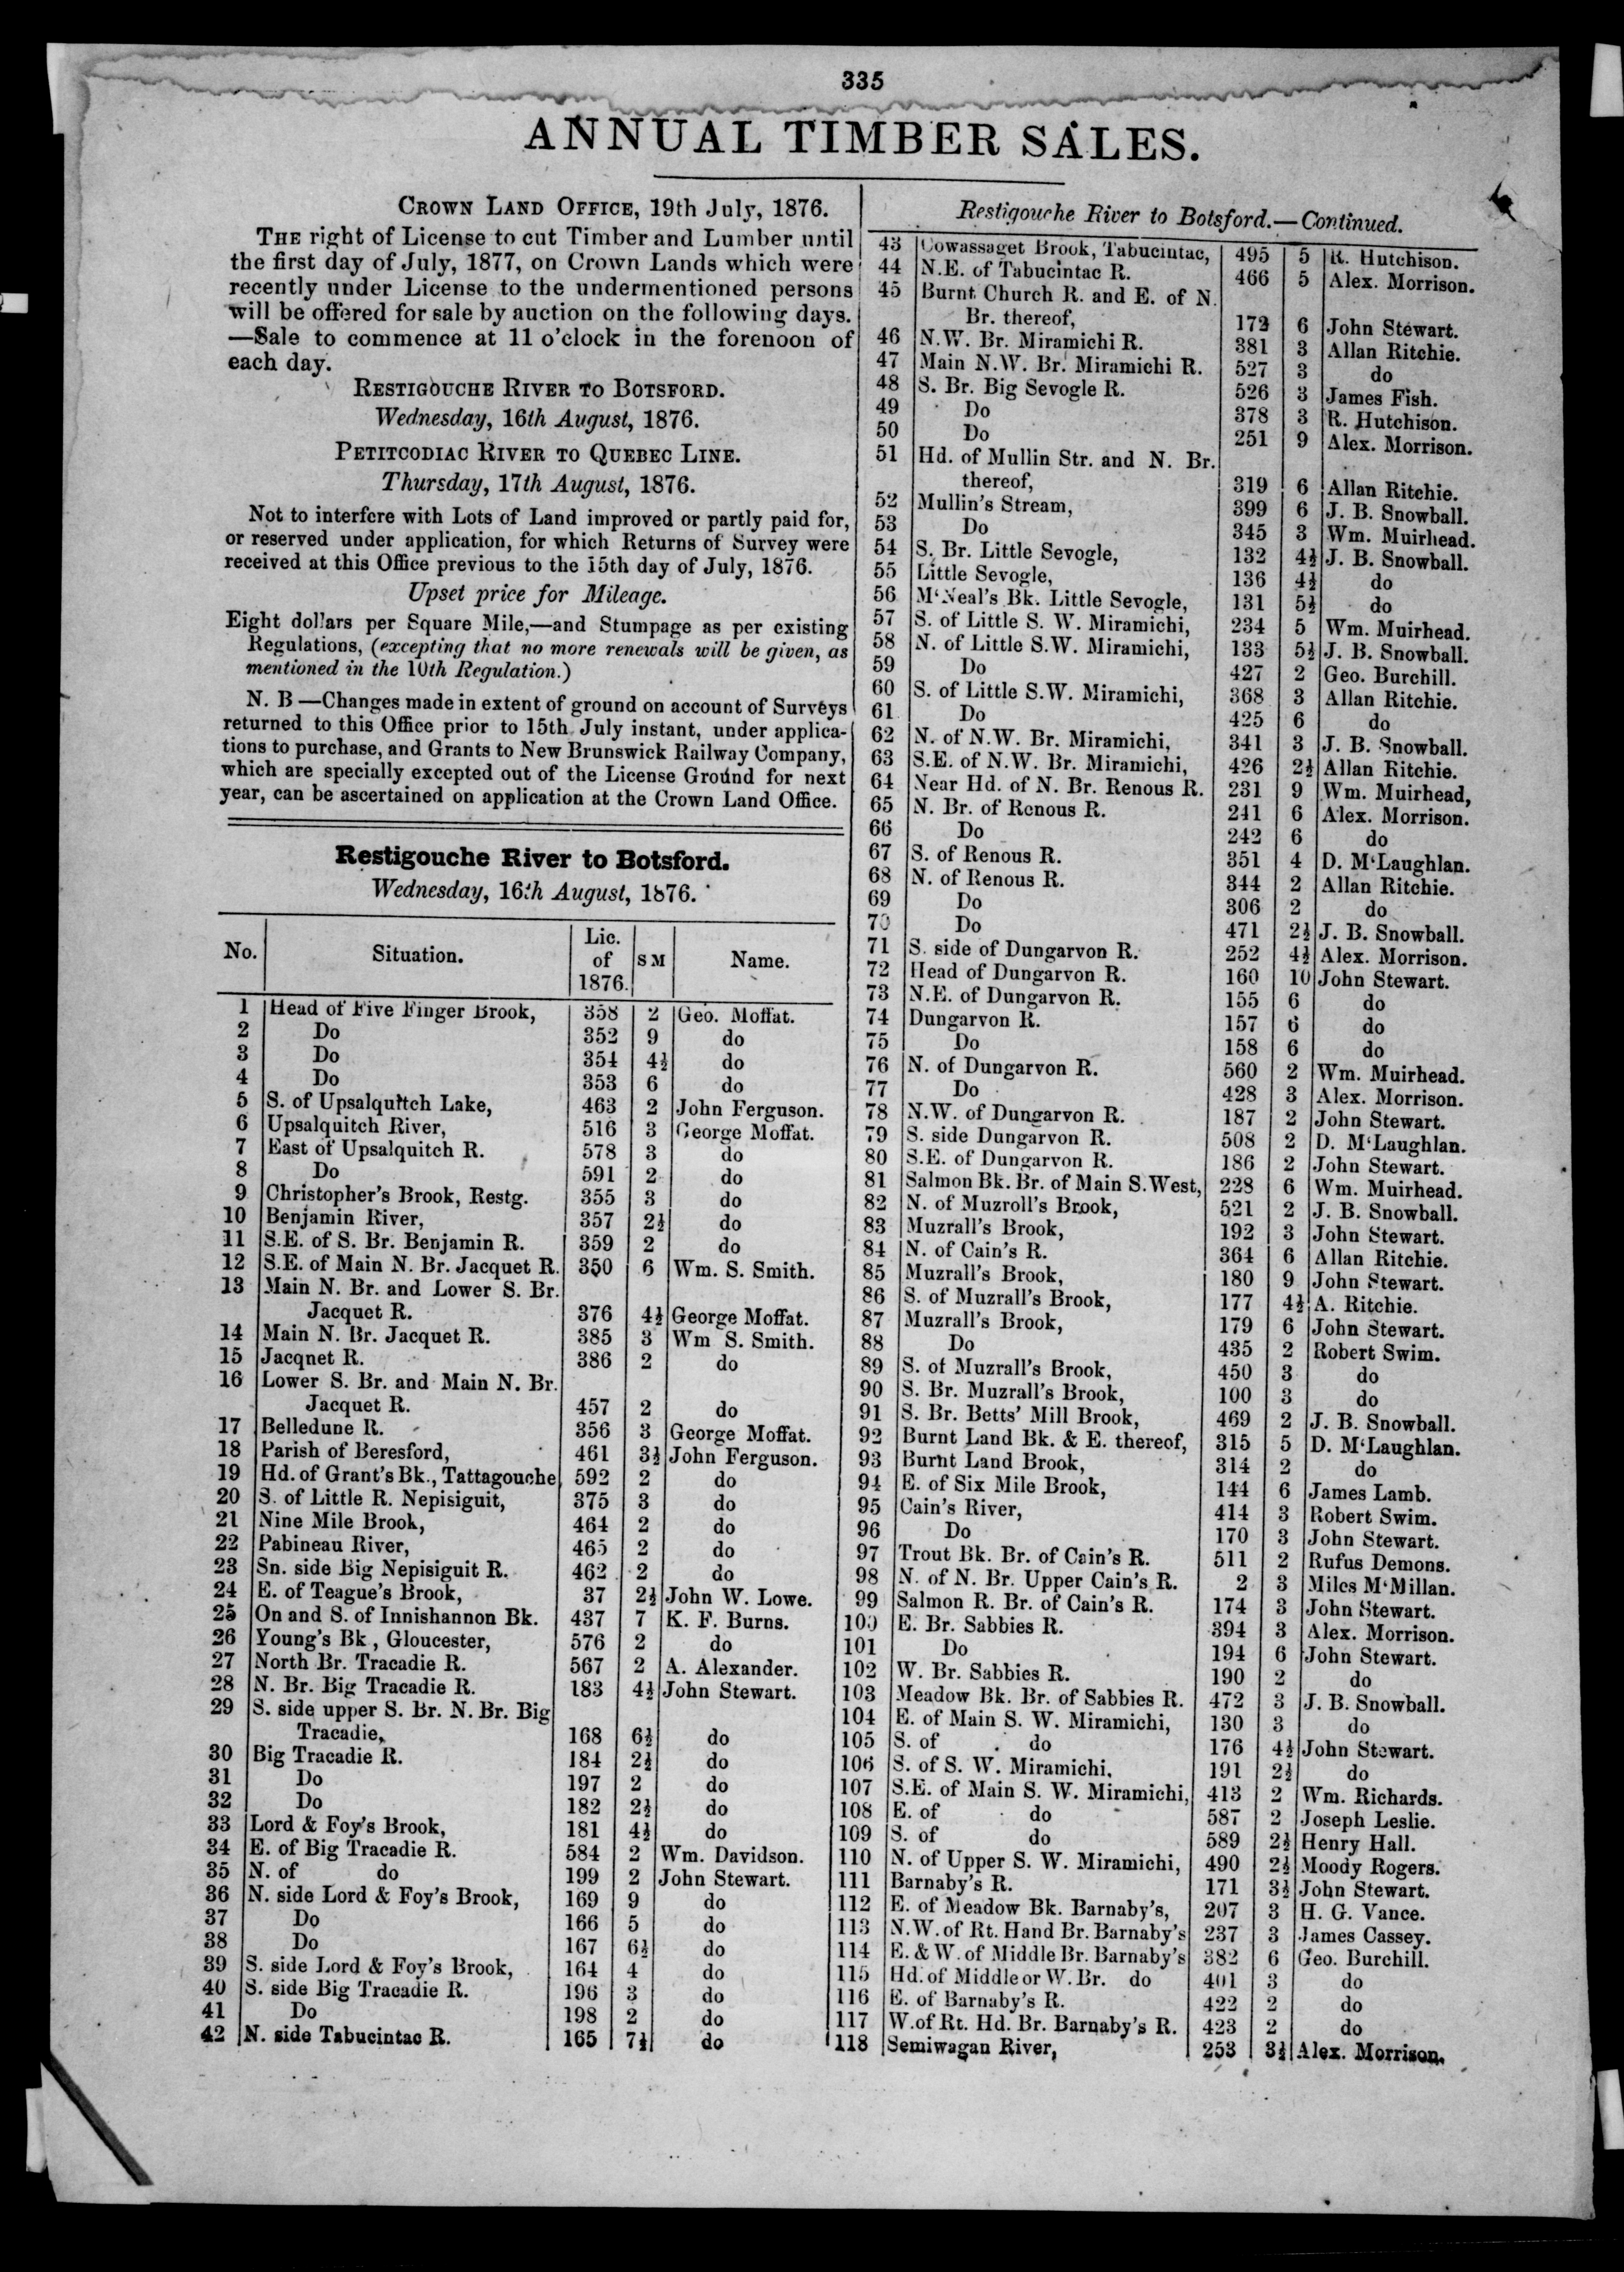 335
ANNUAL TIMBER SALES.
CROWN LAND OFFICE, 19th July, 1876.
THE right of License to cut Timber and Lumber until
the first day of July, 1877, on Crown Lands which were
recently under License to the undermentioned persons
will be offered for sale by auction on the following days.
—Sale to commence at 11 o'clock in the forenoon of
each day.
RESTIGOUCHE RIVER TO BOTSFORD.
Wednesday, 16th August, 1876.
PETITCODIAC RIVER TO QUEBEC LINE.
Thursday, 17th August, 1876.
Not to interfere with Lots of Land improved or partly paid for,
or reserved under application, for which Returns of Survey were
received at this Office previous to the 15th day of July, 1876.
Upset price for Mileage.
Eight dollars per Square Mile,—and Stumpage as per existing
Regulations, (excepting that no more renewals will be given, as
mentioned in the 10th Regulation.)
N. B —Changes made in extent of ground on account of Surveys
returned to this Office prior to 15th July instant, under applica-
tions to purchase, and Grants to New Brunswick Railway Company,
which are specially excepted out of the License Ground for next
year, can be ascertained on application at the Crown Land Office.
Restigouche River to Botsford.
Wednesday, 16th August, 1876.
No. Situation. Lic. of 1876. S M Name.
1 Head of Five Finger Brook, 358 2 Geo. Moffat.
2 Do 352 9 do
3 Do 354 4½ do
4 Do 353 6 do
5 S. of Upsalquitch Lake, 463 2 John Ferguson.
6 Upsalquitch River, 516 3 George Moffat.
7 East of Upsalquitch R. 578 3 do
8 Do 591 2 do
9 Christopher's Brook, Restg. 355 3 do
10 Benjamin River, 357 2½ do
11 S.E. of S. Br. Benjamin R. 359 2 do
12 S.E. of Main N. Br. Jacquet R. 350 6 Wm. S. Smith.
13 Main N. Br. and Lower S. Br.
Jacquet R. 376 4½ George Moffat.
14 Main N. Br. Jacquet R. 385 3 Wm S. Smith.
15 Jacqnet R. 386 2 do
16 Lower S. Br. and Main N. Br.
Jacquet R. 457 2 do
17 Belledune R. 356 3 George Moffat.
18 Parish of Beresford, 461 3½ John Ferguson.
19 Hd. of Grant's Bk., Tattagouche 592 2 do
20 S. of Little R. Nepisiguit, 375 3 do
21 Nine Mile Brook, 464 2 do
22 Pabineau River, 465 2 do
23 Sn. side Big Nepisiguit R. 462 2 do
24 E. of Teague's Brook, 37 2½ John W. Lowe.
25 On and S. of Innishannon Bk. 437 7 K. F. Burns.
26 Young's Bk, Gloucester, 576 2 do
27 North Br. Tracadie R. 567 2 A. Alexander.
28 N. Br. Big Tracadie R. 183 4½ John Stewart.
29 S. side upper S. Br. N. Br. Big
Tracadie, 168 6½ do
30 Big Tracadie R. 184 2½ do
31 Do 197 2 do
32 Do 182 2½ do
33 Lord & Foy's Brook, 181 4½ do
34 E. of Big Tracadie R. 584 2 Wm. Davidson.
35 N. of do 199 2 John Stewart.
36 N. side Lord & Foy's Brook, 169 9 do
37 Do 166 5 do
38 Do 167 6½ do
39 S. side Lord & Foy's Brook, 164 4 do
40 S. side Big Tracadie R. 196 3 do
41 Do 198 2 do
42 N. side Tabucintac R. 165 7½ do
Restigouche River to Botsford.—Continued.
43 Cowassaget Brook, Tabucintac, 495 5 R. Hutchison.
44 N.E. of Tabucintac R. 466 5 Alex. Morrison.
45 Burnt Church R. and E. of N.
Br. thereof, 172 6 John Stewart.
46 N.W. Br. Miramichi R. 381 3 Allan Ritchie.
47 Main N.W. Br. Miramichi R. 527 3 do
48 S. Br. Big Sevogle R. 526 3 James Fish.
49 Do 378 3 R. Hutchison.
50 Do 251 9 Alex. Morrison.
51 Hd. of Mullin Str. and N. Br.
thereof, 319 6 Allan Ritchie.
52 Mullin's Stream, 399 6 J. B. Snowball.
53 Do 345 3 Wm. Muirhead.
54 S. Br. Little Sevogle, 132 4½ J. B. Snowball.
55 Little Sevogle, 136 4½ do
56 M'Neal's Bk. Little Sevogle, 131 5½ do
57 S. of Little S. W. Miramichi, 234 5 Wm. Muirhead.
58 N. of Little S.W. Miramichi, 133 5½ J. B. Snowball.
59 Do 427 2 Geo. Burchill.
60 S. of Little S.W. Miramichi, 368 3 Allan Ritchie.
61 Do 425 6 do
62 N. of N.W. Br. Miramichi, 341 3 J. B. Snowball.
63 S.E. of N.W. Br. Miramichi, 426 2½ Allan Ritchie.
64 Near Hd. of N. Br. Renous R. 231 9 Wm. Muirhead,
65 N. Br. of Renous R. 241 6 Alex. Morrison.
66 Do 242 6 do
67 S. of Renous R. 351 4 D. M'Laughlan.
68 N. of Renous R. 344 2 Allan Ritchie.
69 Do 306 2 do
70 Do 471 2½ J. B. Snowball.
71 S. side of Dungarvon R. 252 4½ Alex. Morrison.
72 Head of Dungarvon R. 160 10 John Stewart.
73 N.E. of Dungarvon R. 155 6 do
74 Dungarvon R. 157 6 do
75 Do 158 6 do
76 N. of Dungarvon R. 560 2 Wm. Muirhead.
77 Do 428 3 Alex. Morrison.
78 N.W. of Dungarvon R. 187 2 John Stewart.
79 S. side Dungarvon R. 508 2 D. M'Laughlan.
80 S.E. of Dungarvon R. 186 2 John Stewart.
81 Salmon Bk. Br. of Main S.West, 228 6 Wm. Muirhead.
82 N. of Muzroll's Brook, 521 2 J. B. Snowball.
83 Muzrall's Brook, 192 3 John Stewart.
84 N. of Cain's R. 364 6 Allan Ritchie.
85 Muzrall's Brook, 180 9 John Stewart.
86 S. of Muzrall's Brook, 177 4½ A. Ritchie.
87 Muzrall's Brook, 179 6 John Stewart.
88 Do 435 2 Robert Swim.
89 S. of Muzrall's Brook, 450 3 do
90 S. Br. Muzrall's Brook, 100 3 do
91 S. Br. Betts' Mill Brook, 469 2 J. B. Snowball.
92 Burnt Land Bk. & E. thereof, 315 5 D. M'Laughlan.
93 Burnt Land Brook, 314 2 do
94 E. of Six Mile Brook, 144 6 James Lamb.
95 Cain's River, 414 3 Robert Swim.
96 Do 170 3 John Stewart.
97 Trout Bk. Br. of Cain's R. 511 2 Rufus Demons.
98 N. of N. Br. Upper Cain's R. 2 3 Miles M'Millan.
99 Salmon R. Br. of Cain's R. 174 3 John Stewart.
100 E. Br. Sabbies R. 394 3 Alex. Morrison.
101 Do 194 6 John Stewart.
102 W. Br. Sabbies R. 190 2 do
103 Meadow Bk. Br. of Sabbies R. 472 3 J. B. Snowball.
104 E. of Main S. W. Miramichi, 130 3 do
105 S. of do 176 4½ John Stewart.
106 S. of S. W. Miramichi. 191 2½ do
107 S.E. of Main S. W. Miramichi, 413 2 Wm. Richards.
108 E. of do 587 2 Joseph Leslie.
109 S. of do 589 2½ Henry Hall.
110 N. of Upper S. W. Miramichi, 490 2½ Moody Rogers.
111 Barnaby's R. 171 3½ John Stewart.
112 E. of Meadow Bk. Barnaby's, 207 3 H. G. Vance.
113 N.W. of Rt. Hand Br. Barnaby's 237 3 James Cassey.
114 E. & W. of Middle Br. Barnaby's 382 6 Geo. Burchill.
115 Hd. of Middle or W. Br. do 401 3 do
116 E. of Barnaby's R. 422 2 do
117 W. of Rt. Hd. Br. Barnaby's R. 423 2 do
118 Semiwagan River, 253 3½ Alex. Morrison.